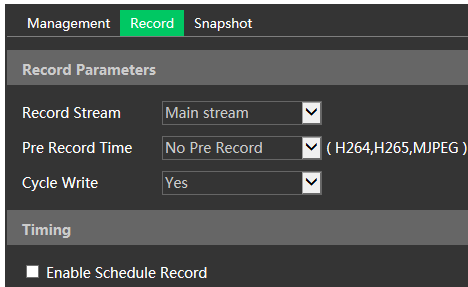 Management Record Snapshot
Record Parameters
Record Stream Main stream
Pre Record Time No Pre Record ( H264,H265,MJPEG )
Cycle Write Yes
Timing
Enable Schedule Record